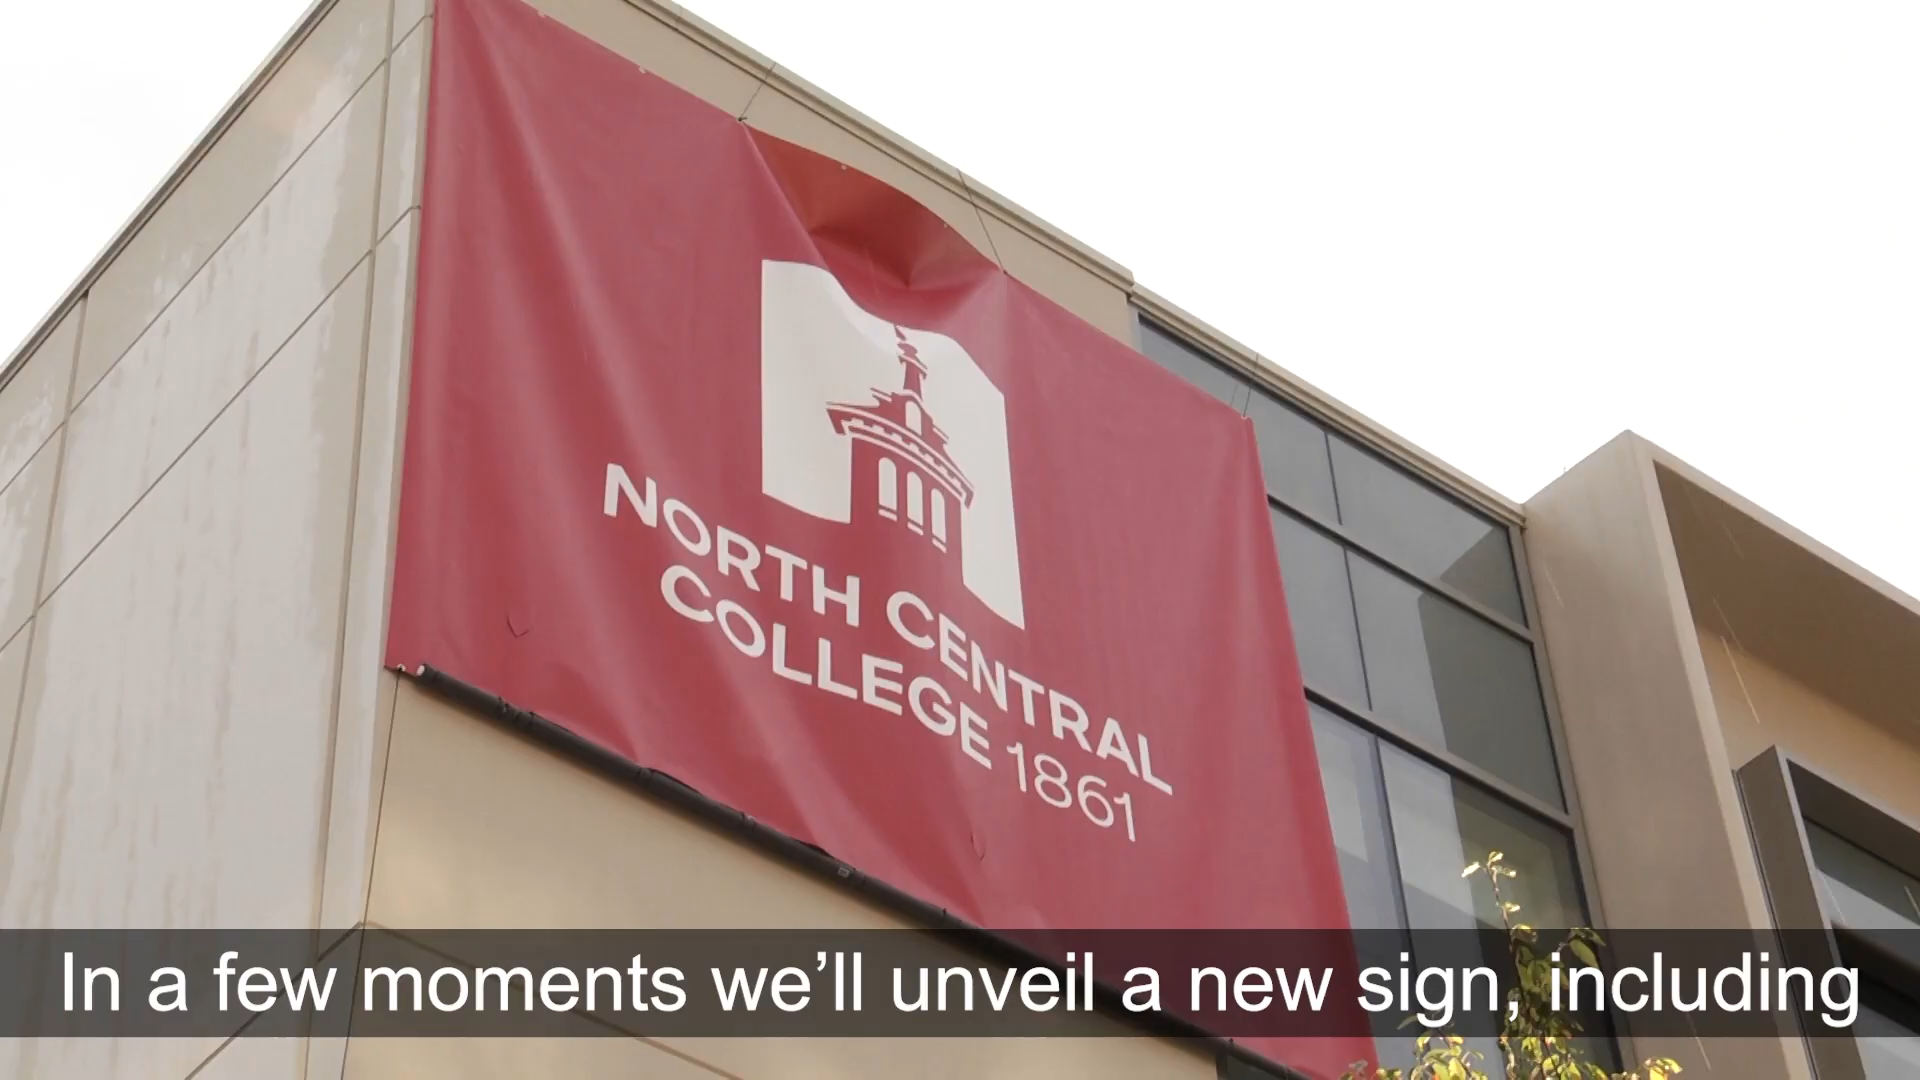 NORTH CENTRAL
COLLEGE 1861
In a few moments we’ll unveil a new sign, including